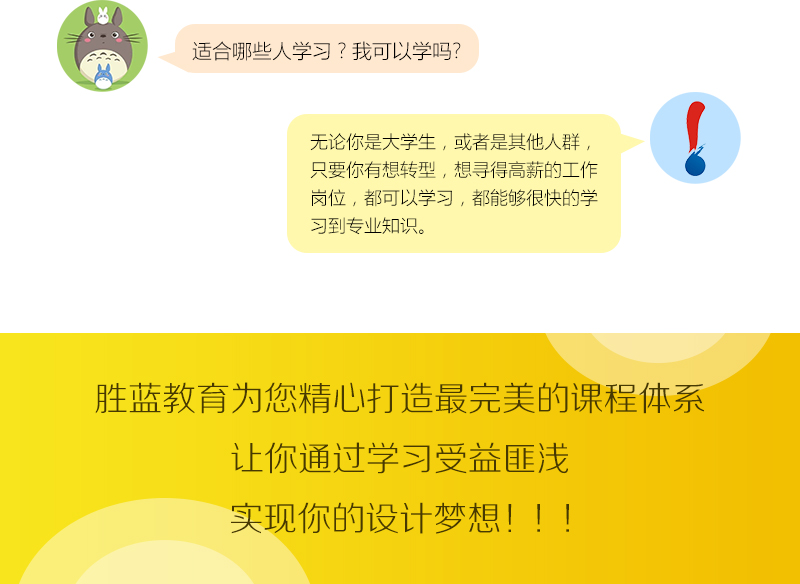 适合哪些人学习？我可以学吗?
无论你是大学生，或者是其他人群，
只要你有想转型，想寻得高薪的工作
岗位，都可以学习，都能够很快的学
习到专业知识。
胜蓝教育为您精心打造最完美的课程体系
让你通过学习受益匪浅
实现你的设计梦想！！！